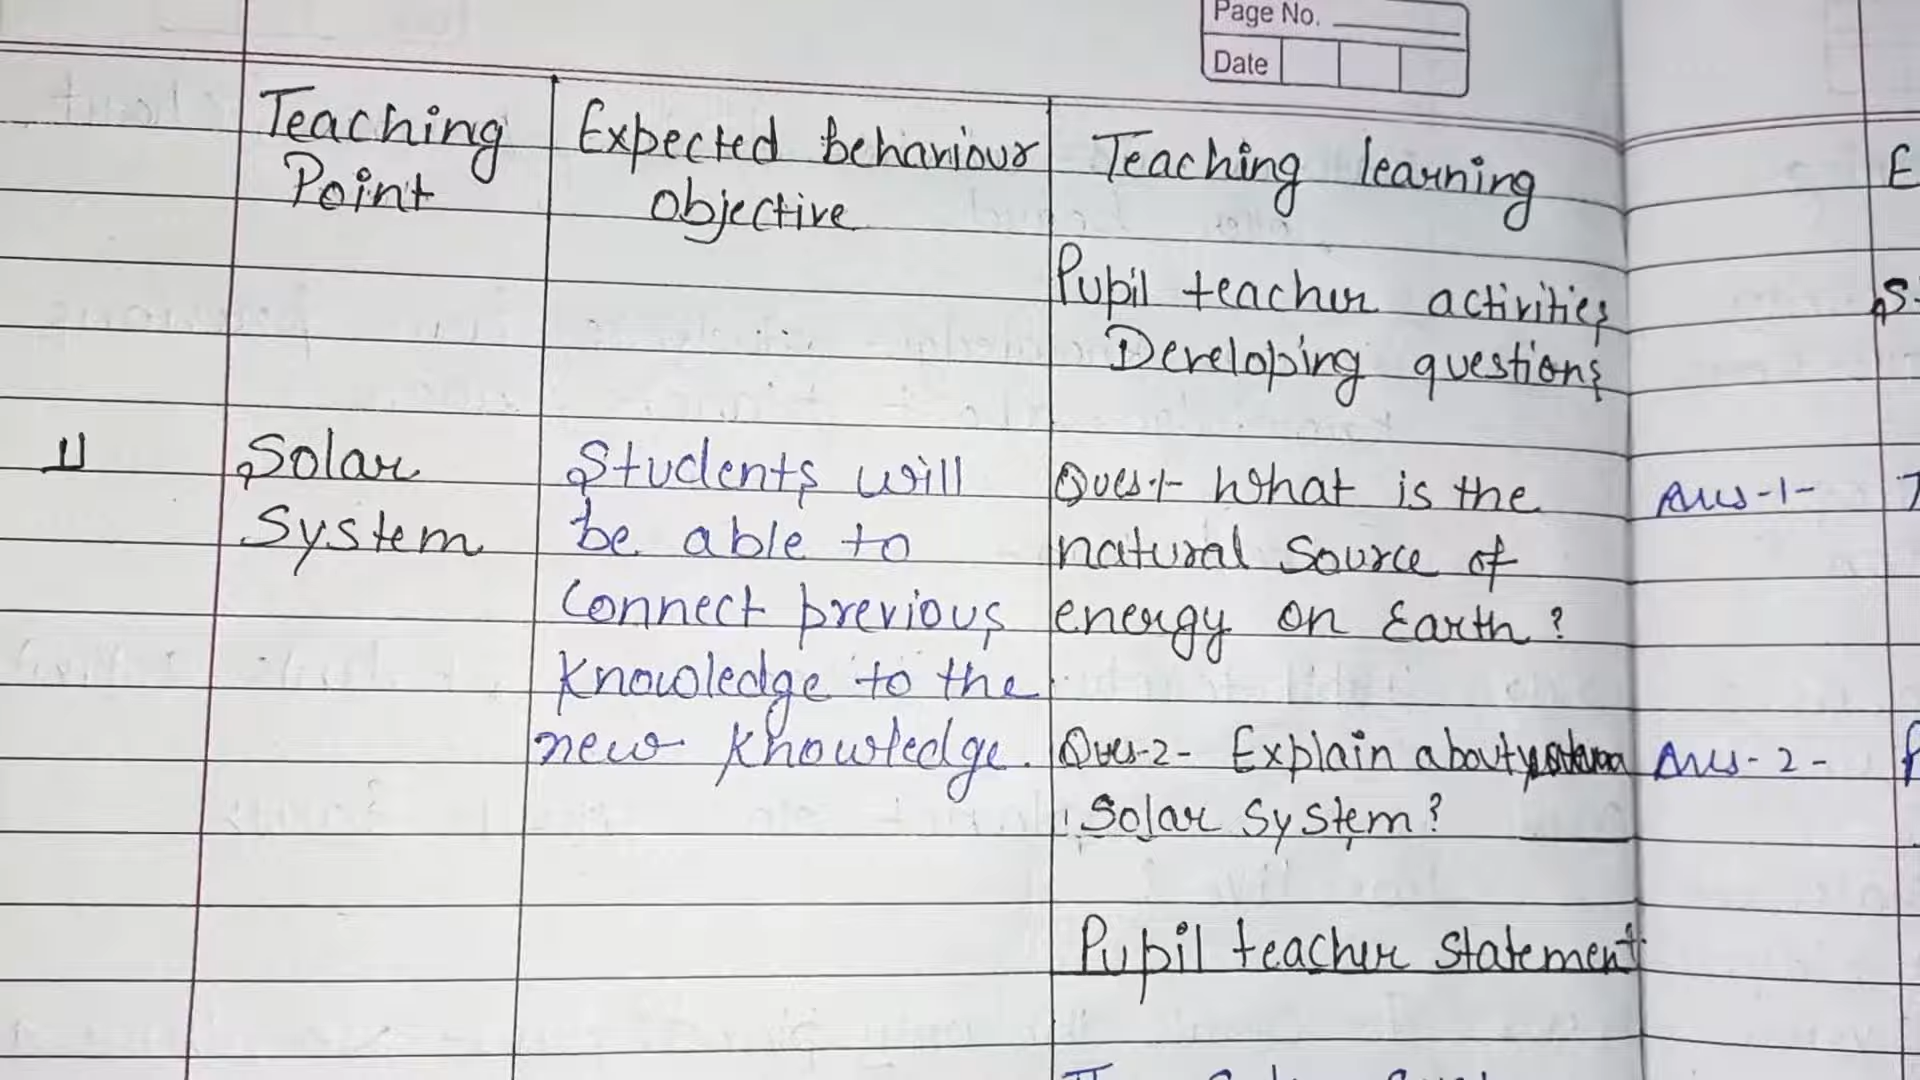 Page No.
Date
Teaching Point
Expected behaviour objective
Teaching learning
Pupil teacher activities
Developing questions
1)
Solar
System
Students will
be able to
connect previous
knowledge to the
new knowledge.
Ques-1- What is the
natural source of
energy on Earth?
Ans-1-
Ques-2- Explain about
Solar System?
Ans-2-
Pupil teacher statement